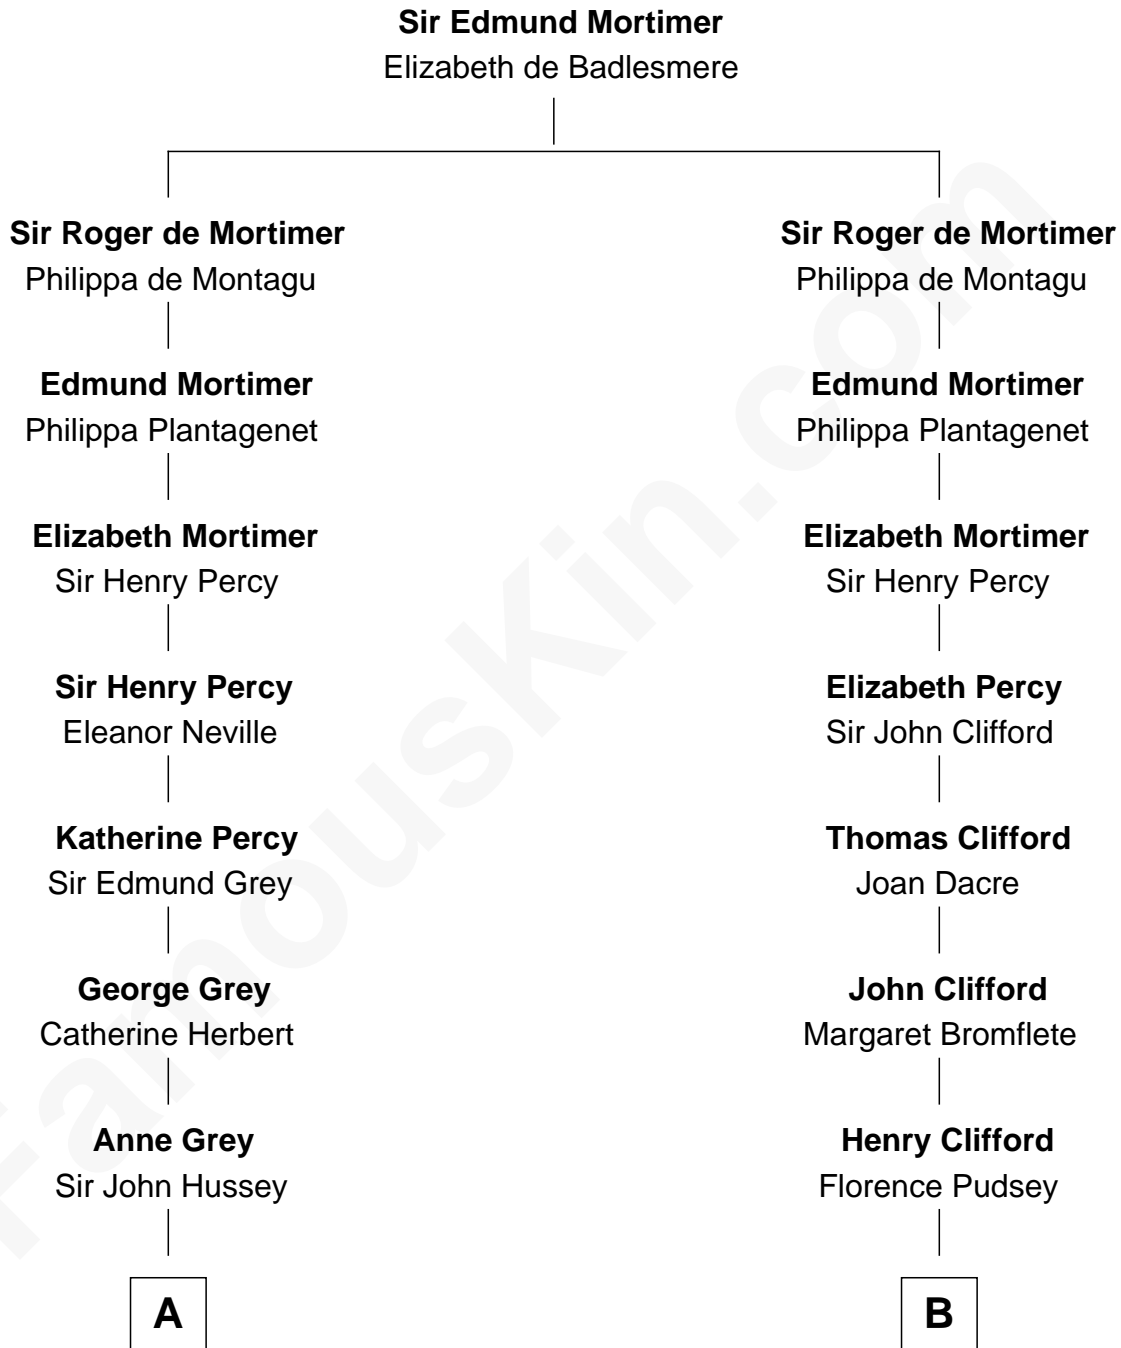 Sir Edmund Mortimer
Elizabeth de Badlesmere
Sir Roger de Mortimer
Philippa de Montagu
Edmund Mortimer
Philippa Plantagenet
Elizabeth Mortimer
Sir Henry Percy
Sir Henry Percy
Eleanor Neville
Katherine Percy
Sir Edmund Grey
George Grey
Catherine Herbert
Anne Grey
Sir John Hussey
A
Sir Roger de Mortimer
Philippa de Montagu
Edmund Mortimer
Philippa Plantagenet
Elizabeth Mortimer
Sir Henry Percy
Elizabeth Percy
Sir John Clifford
Thomas Clifford
Joan Dacre
John Clifford
Margaret Bromflete
Henry Clifford
Florence Pudsey
B
FamousKin.com